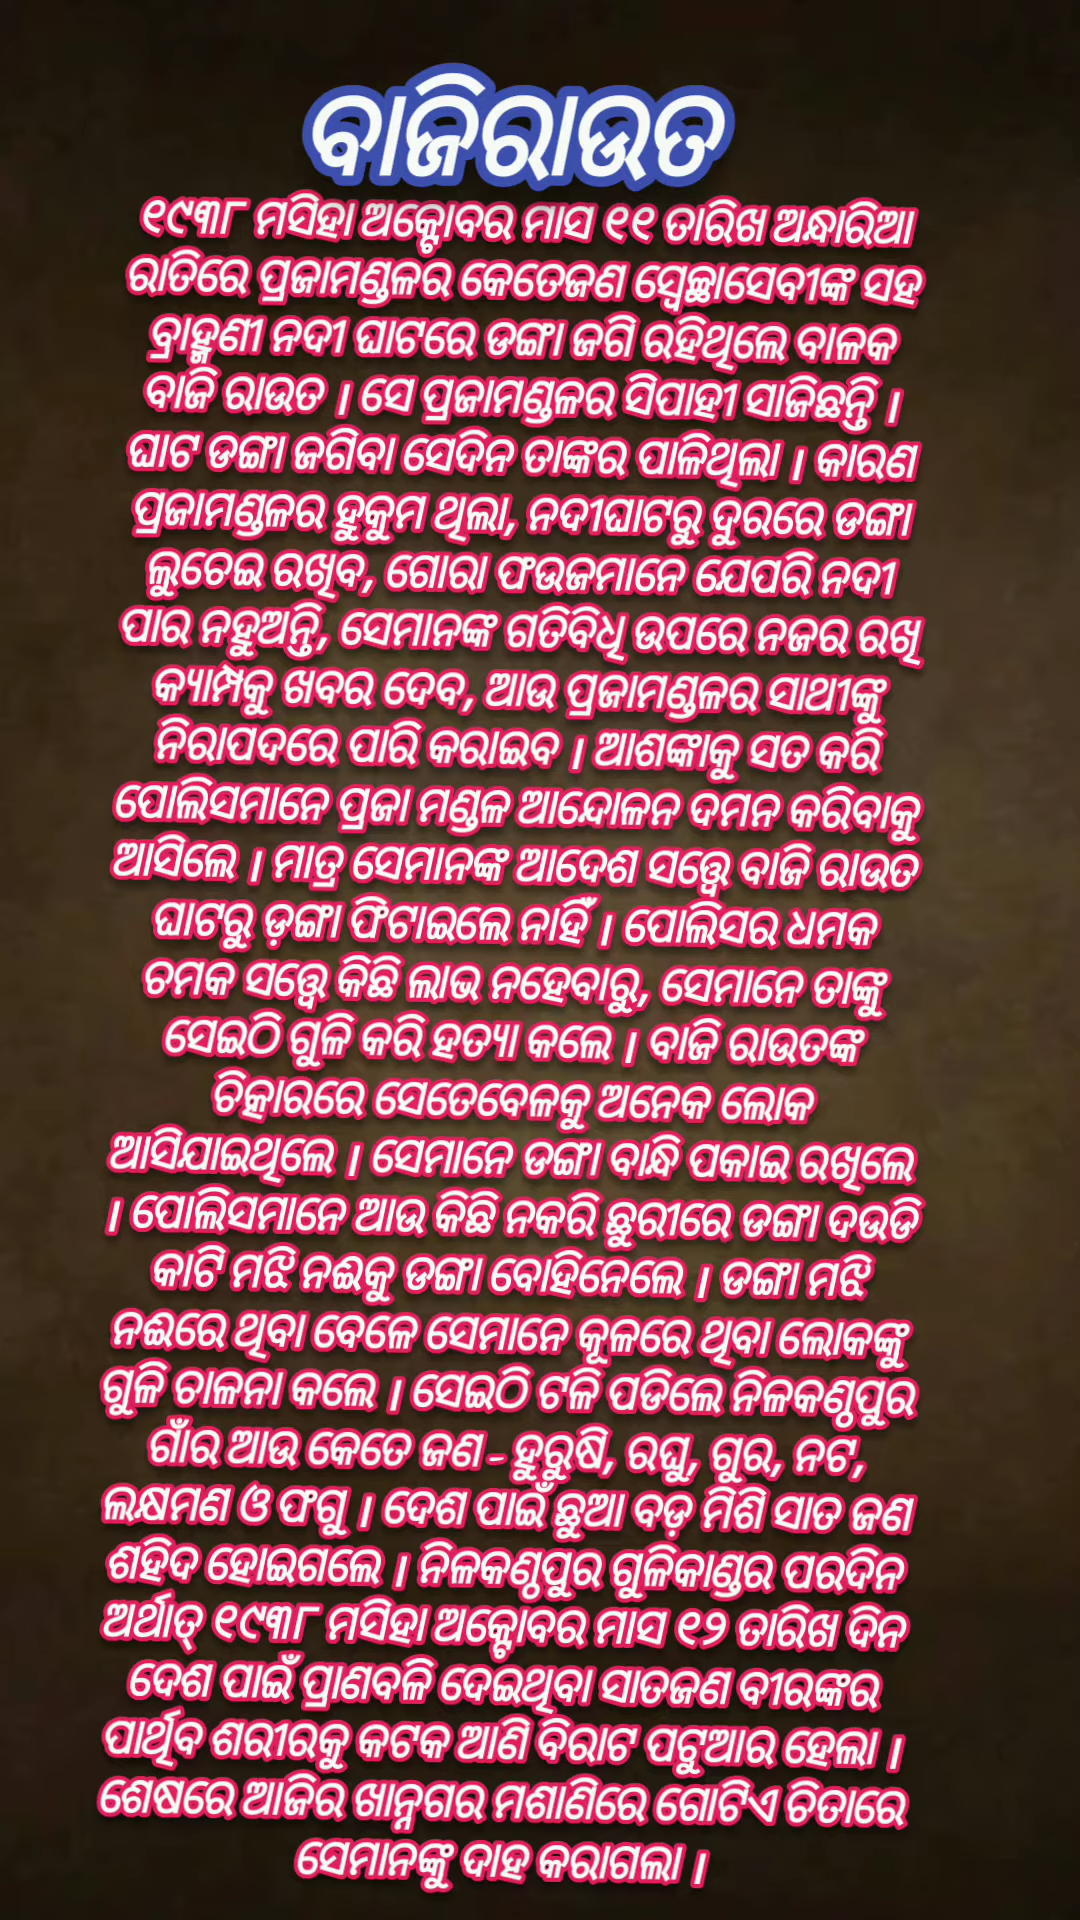 ବାଜିରାଉତ
୧୯୩୮ ମସିହା ଅକ୍ଟୋବର ମାସ ୧୧ ତାରିଖ ଅନ୍ଧାରିଆ
ରାତିରେ ପ୍ରଜାମଣ୍ଡଳର କେତେଜଣ ସ୍ବେଚ୍ଛାସେବୀଙ୍କ ସହ
ବ୍ରାହ୍ମଣୀ ନଦୀ ଘାଟରେ ଡଙ୍ଗା ଜଗି ରହିଥିଲେ ବାଳକ
ବାଜି ରାଉତ । ସେ ପ୍ରଜାମଣ୍ଡଳର ସିପାହୀ ସାଜିଛନ୍ତି ।
ଘାଟ ଡଙ୍ଗା ଜଗିବା ସେଦିନ ତାଙ୍କର ପାଳିଥିଲା । କାରଣ
ପ୍ରଜାମଣ୍ଡଳର ହୁକୁମ ଥିଲା, ନଦୀଘାଟରୁ ଦୁରରେ ଡଙ୍ଗା
ଲୁଚେଇ ରଖିବ, ଗୋରା ଫଉଜମାନେ ଯେପରି ନଦୀ
ପାର ନହୁଅନ୍ତି, ସେମାନଙ୍କ ଗତିବିଧି ଉପରେ ନଜର ରଖି
କ୍ୟାମ୍ପକୁ ଖବର ଦେବ, ଆଉ ପ୍ରଜାମଣ୍ଡଳର ସାଥୀଙ୍କୁ
ନିରାପଦରେ ପାରି କରାଇବ । ଆଶଙ୍କାକୁ ସତ କରି
ପୋଲିସମାନେ ପ୍ରଜା ମଣ୍ଡଳ ଆନ୍ଦୋଳନ ଦମନ କରିବାକୁ
ଆସିଲେ । ମାତ୍ର ସେମାନଙ୍କ ଆଦେଶ ସତ୍ତ୍ୱେ ବାଜି ରାଉତ
ଘାଟରୁ ଡ଼ଙ୍ଗା ଫିଟାଇଲେ ନାହିଁ । ପୋଲିସର ଧମକ
ଚମକ ସତ୍ତ୍ୱେ କିଛି ଲାଭ ନହେବାରୁ, ସେମାନେ ତାଙ୍କୁ
ସେଇଠି ଗୁଳି କରି ହତ୍ୟା କଲେ । ବାଜି ରାଉତଙ୍କ
ଚିତ୍କାରରେ ସେତେବେଳକୁ ଅନେକ ଲୋକ
ଆସିଯାଇଥିଲେ । ସେମାନେ ଡଙ୍ଗା ବାନ୍ଧି ପକାଇ ରଖିଲେ
। ପୋଲିସମାନେ ଆଉ କିଛି ନକରି ଛୁରୀରେ ଡଙ୍ଗା ଦଉଡି
କାଟି ମଝି ନଈକୁ ଡଙ୍ଗା ବୋହିନେଲେ । ଡଙ୍ଗା ମଝି
ନଈରେ ଥିବା ବେଳେ ସେମାନେ କୂଳରେ ଥିବା ଲୋକଙ୍କୁ
ଗୁଳି ଚାଳନା କଲେ । ସେଇଠି ଟଳି ପଡିଲେ ନିଳକଣ୍ଠପୁର
ଗାଁର ଆଉ କେତେ ଜଣ - ହୁରୁଷି, ରଘୁ, ଗୁର, ନଟ,
ଲକ୍ଷମଣ ଓ ଫଗୁ । ଦେଶ ପାଇଁ ଛୁଆ ବଡ଼ ମିଶି ସାତ ଜଣ
ଶହିଦ ହୋଇଗଲେ । ନିଳକଣ୍ଠପୁର ଗୁଳିକାଣ୍ଡର ପରଦିନ
ଅର୍ଥାତ୍ ୧୯୩୮ ମସିହା ଅକ୍ଟୋବର ମାସ ୧୨ ତାରିଖ ଦିନ
ଦେଶ ପାଇଁ ପ୍ରାଣବଳି ଦେଇଥିବା ସାତଜଣ ବୀରଙ୍କର
ପାର୍ଥିବ ଶରୀରକୁ କଟକ ଆଣି ବିରାଟ ପଟୁଆର ହେଲା ।
ଶେଷରେ ଆଜିର ଖାନ୍ନଗର ମଶାଣିରେ ଗୋଟିଏ ଚିତାରେ
ସେମାନଙ୍କୁ ଦାହ କରାଗଲା ।